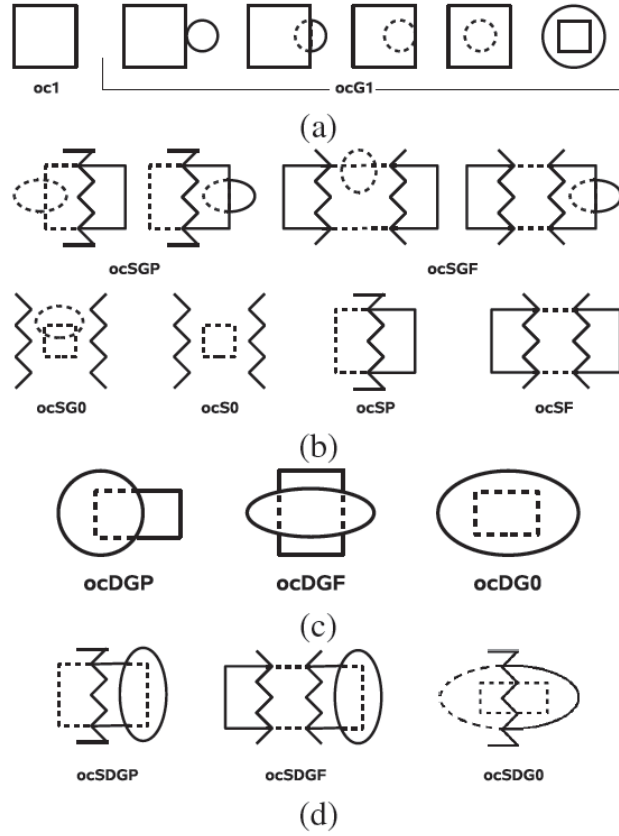 oc1
ocG1
(a)
ocSGP
ocSGF
ocSG0
ocS0
ocSP
ocSF
(b)
ocDGP
ocDGF
ocDG0
(c)
ocSDGP
ocSDGF
ocSDG0
(d)